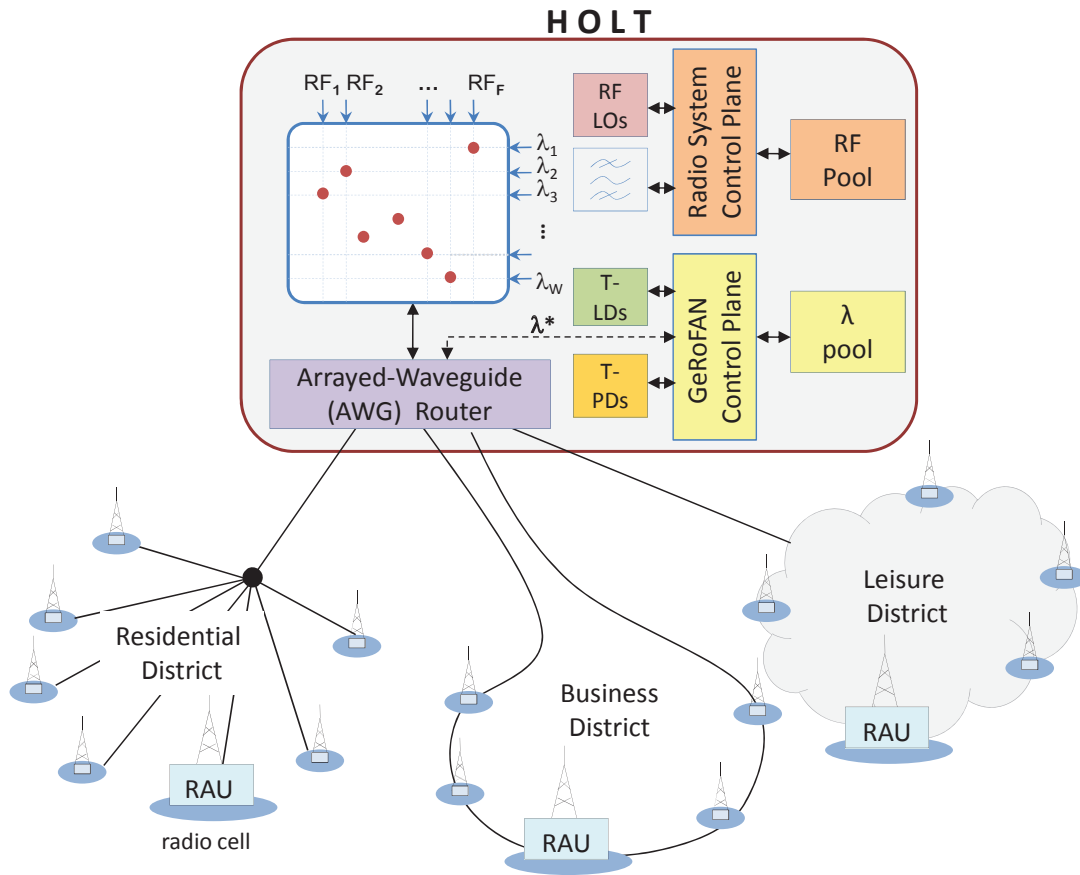 H O L T
RF1 RF2 ... RFF
λ1
λ2
λ3
...
λW
RF
LOs
Radio System
Control Plane
RF
Pool
T-
LDs
λ*
T-
PDs
GeRoFAN
Control Plane
λ
pool
Arrayed-Waveguide
(AWG) Router
Residential
District
RAU
radio cell
Business
District
RAU
Leisure
District
RAU